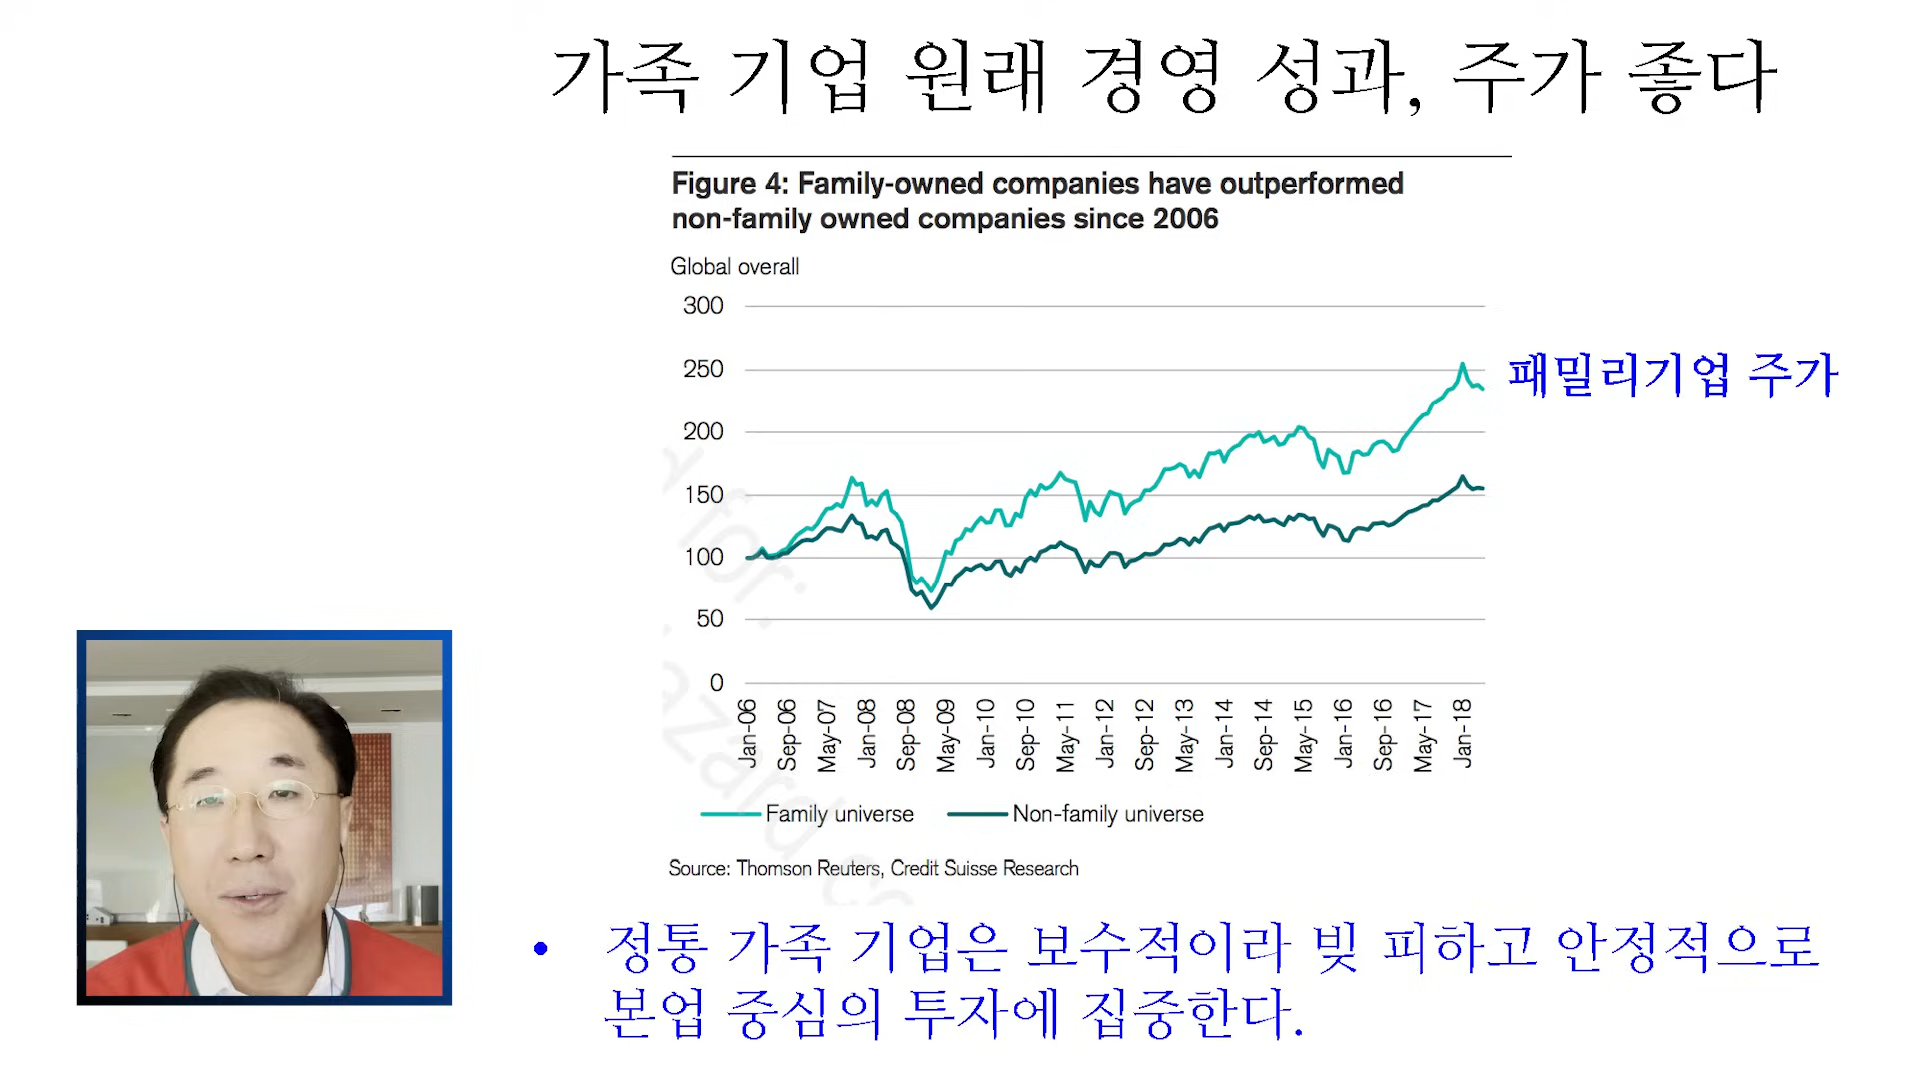 가족 기업 원래 경영 성과, 주가 좋다
Figure 4: Family-owned companies have outperformed
non-family owned companies since 2006
Global overall
300
250
200
150
100
50
0
패밀리기업 주가
Jan-06
Sep-06
May-07
Jan-08
Sep-08
May-09
Jan-10
Sep-10
May-11
Jan-12
Sep-12
May-13
Jan-14
Sep-14
May-15
Jan-16
Sep-16
May-17
Jan-18
Family universe
Non-family universe
Source: Thomson Reuters, Credit Suisse Research
• 정통 가족 기업은 보수적이라 빚 피하고 안정적으로
본업 중심의 투자에 집중한다.
for: